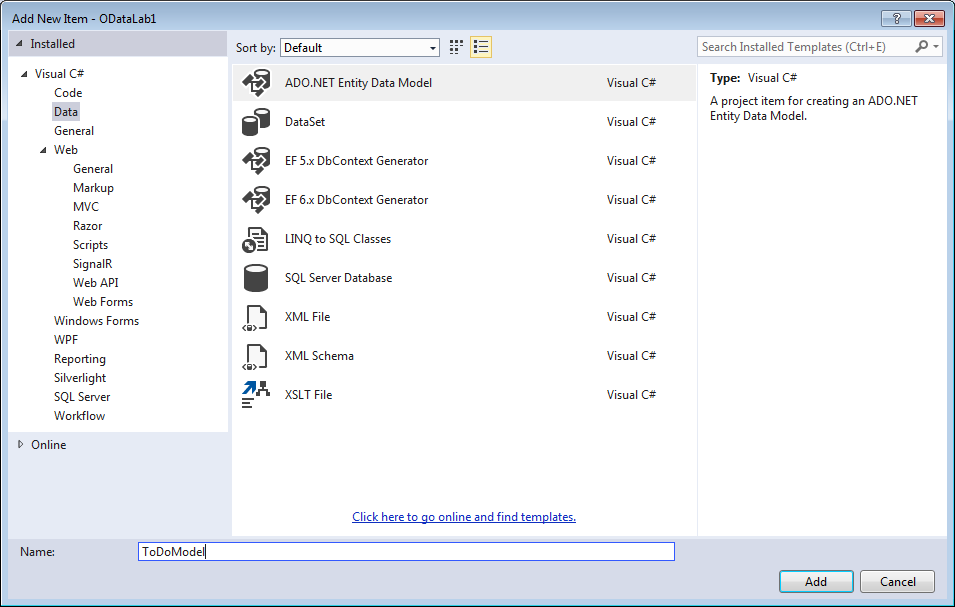 Add New Item - ODataLab1
?
Installed
Sort by: Default
Search Installed Templates (Ctrl+E)
Visual C#
Code
Data
General
Web
General
Markup
MVC
Razor
Scripts
SignalR
Web API
Web Forms
Windows Forms
WPF
Reporting
Silverlight
SQL Server
Workflow
Online
ADO.NET Entity Data Model Visual C#
DataSet Visual C#
EF 5.x DbContext Generator Visual C#
EF 6.x DbContext Generator Visual C#
LINQ to SQL Classes Visual C#
SQL Server Database Visual C#
XML File Visual C#
XML Schema Visual C#
XSLT File Visual C#
Click here to go online and find templates.
Type: Visual C#
A project item for creating an ADO.NET
Entity Data Model.
Name: ToDoModel
Add Cancel